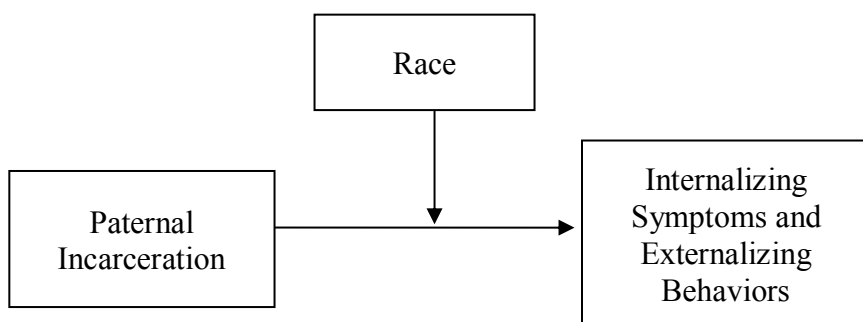 Race
Paternal
Incarceration
Internalizing
Symptoms and
Externalizing
Behaviors